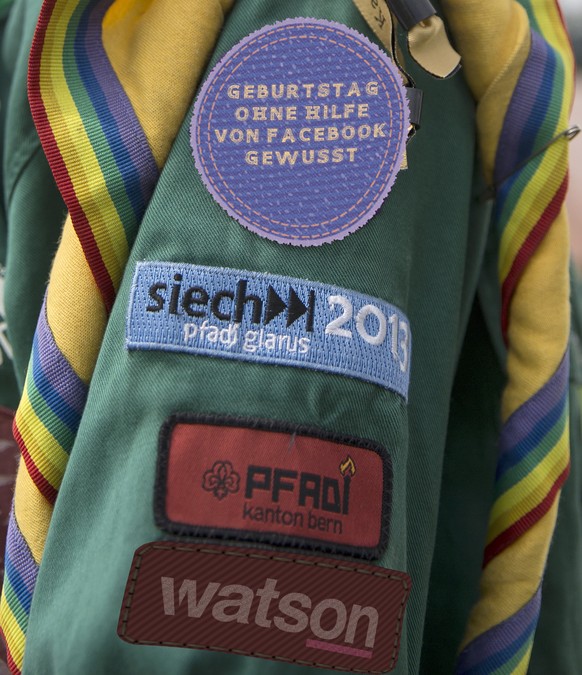 GEBURTSTAG
OHNE HILFE
VON FACEBOOK
GEWUSST
siech 2013
pfadi glarus
PFADI
kanton bern
watson